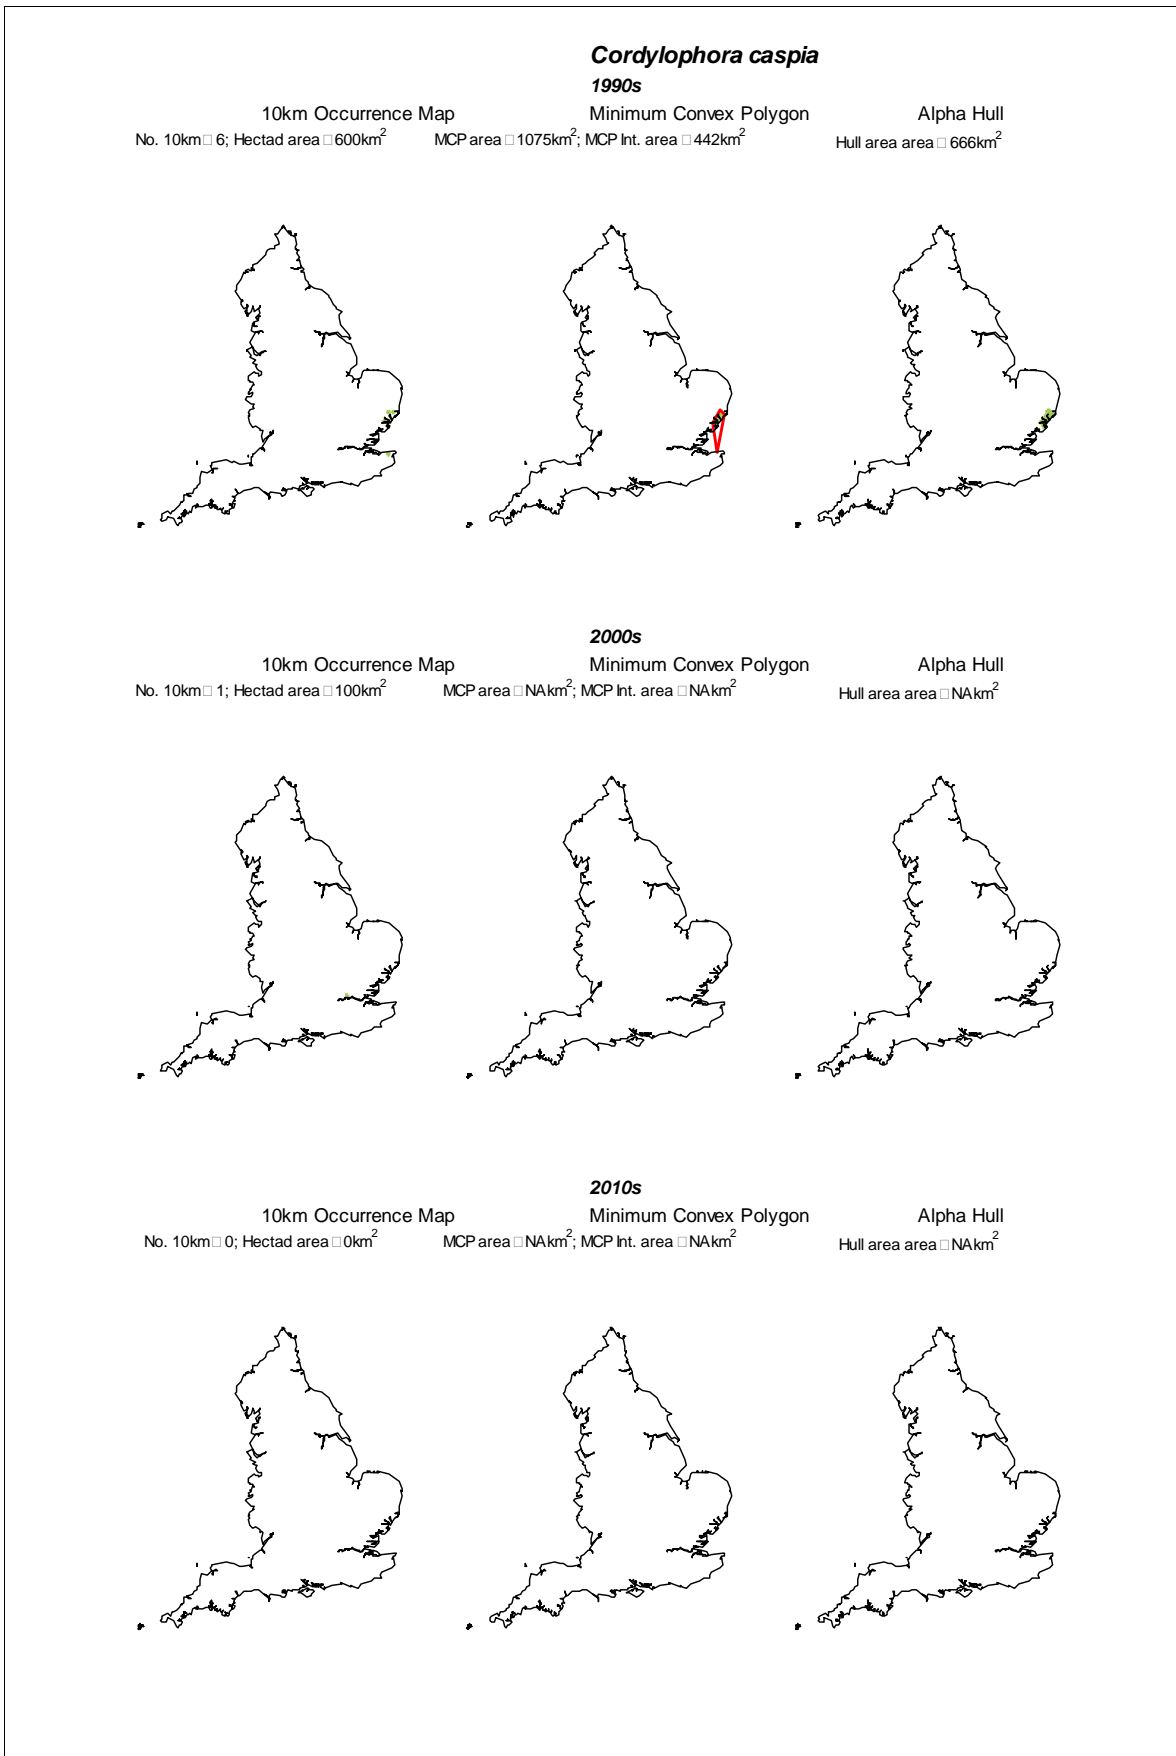 Cordylophora caspia
1990s
10km Occurrence Map Minimum Convex Polygon Alpha Hull
No. 10km□ 6; Hectad area □ 600km² MCP area □ 1075km²; MCP Int. area □ 442km² Hull area area □ 666km²
2000s
10km Occurrence Map Minimum Convex Polygon Alpha Hull
No. 10km□ 1; Hectad area □ 100km² MCP area □ NAkm²; MCP Int. area □ NAkm² Hull area area □ NAkm²
2010s
10km Occurrence Map Minimum Convex Polygon Alpha Hull
No. 10km□ 0; Hectad area □ 0km² MCP area □ NAkm²; MCP Int. area □ NAkm² Hull area area □ NAkm²